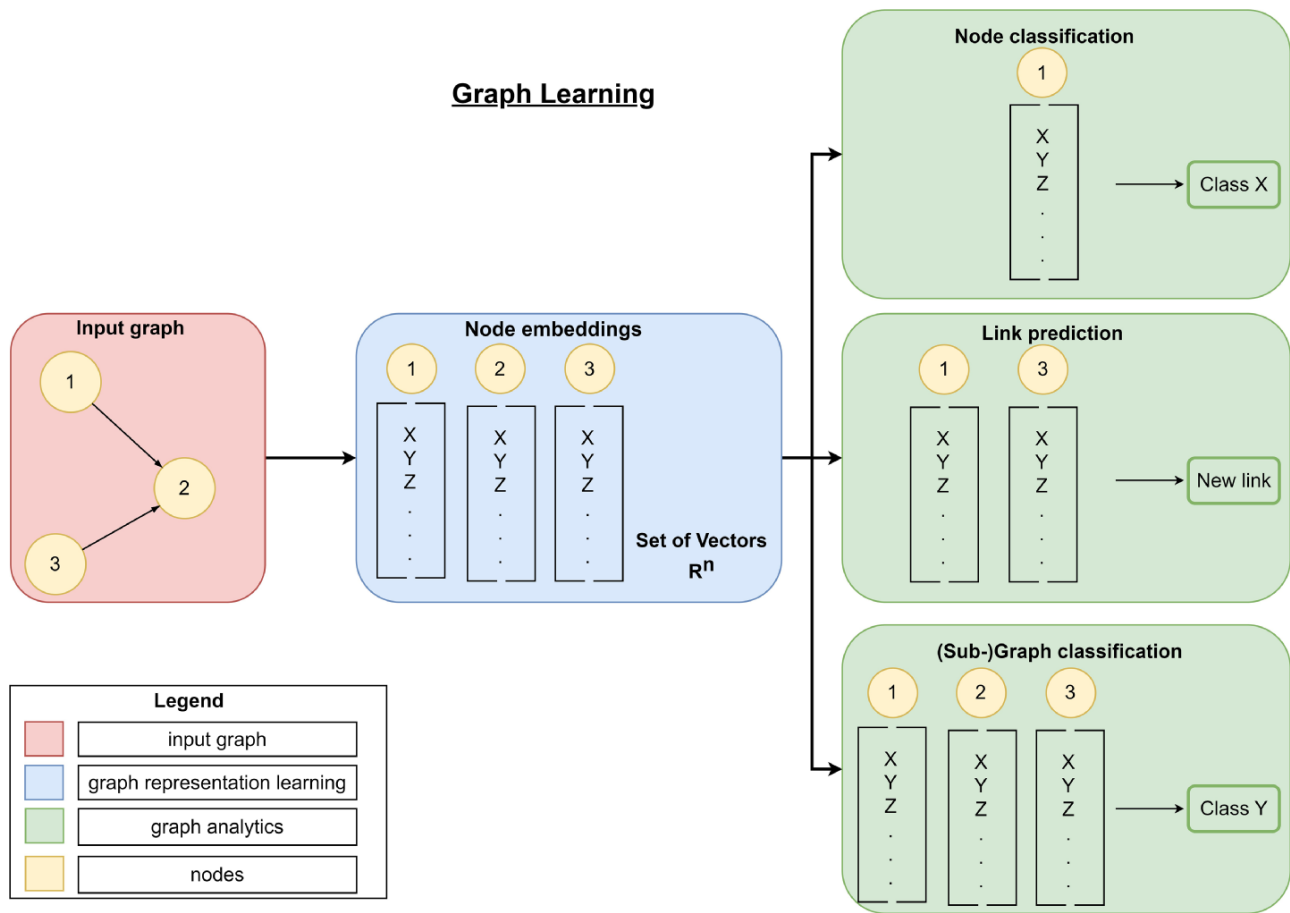 Graph Learning
Input graph
1
2
3
Node embeddings
1 2 3
X X X
Y Y Y
Z Z Z
. . .
. . .
. . .
Set of Vectors
Rⁿ
Node classification
1
X
Y
Z
.
.
.
Class X
Link prediction
1 3
X X
Y Y
Z Z
. .
. .
. .
New link
(Sub-)Graph classification
1 2 3
X X X
Y Y Y
Z Z Z
. . .
. . .
. . .
Class Y
Legend
input graph
graph representation learning
graph analytics
nodes